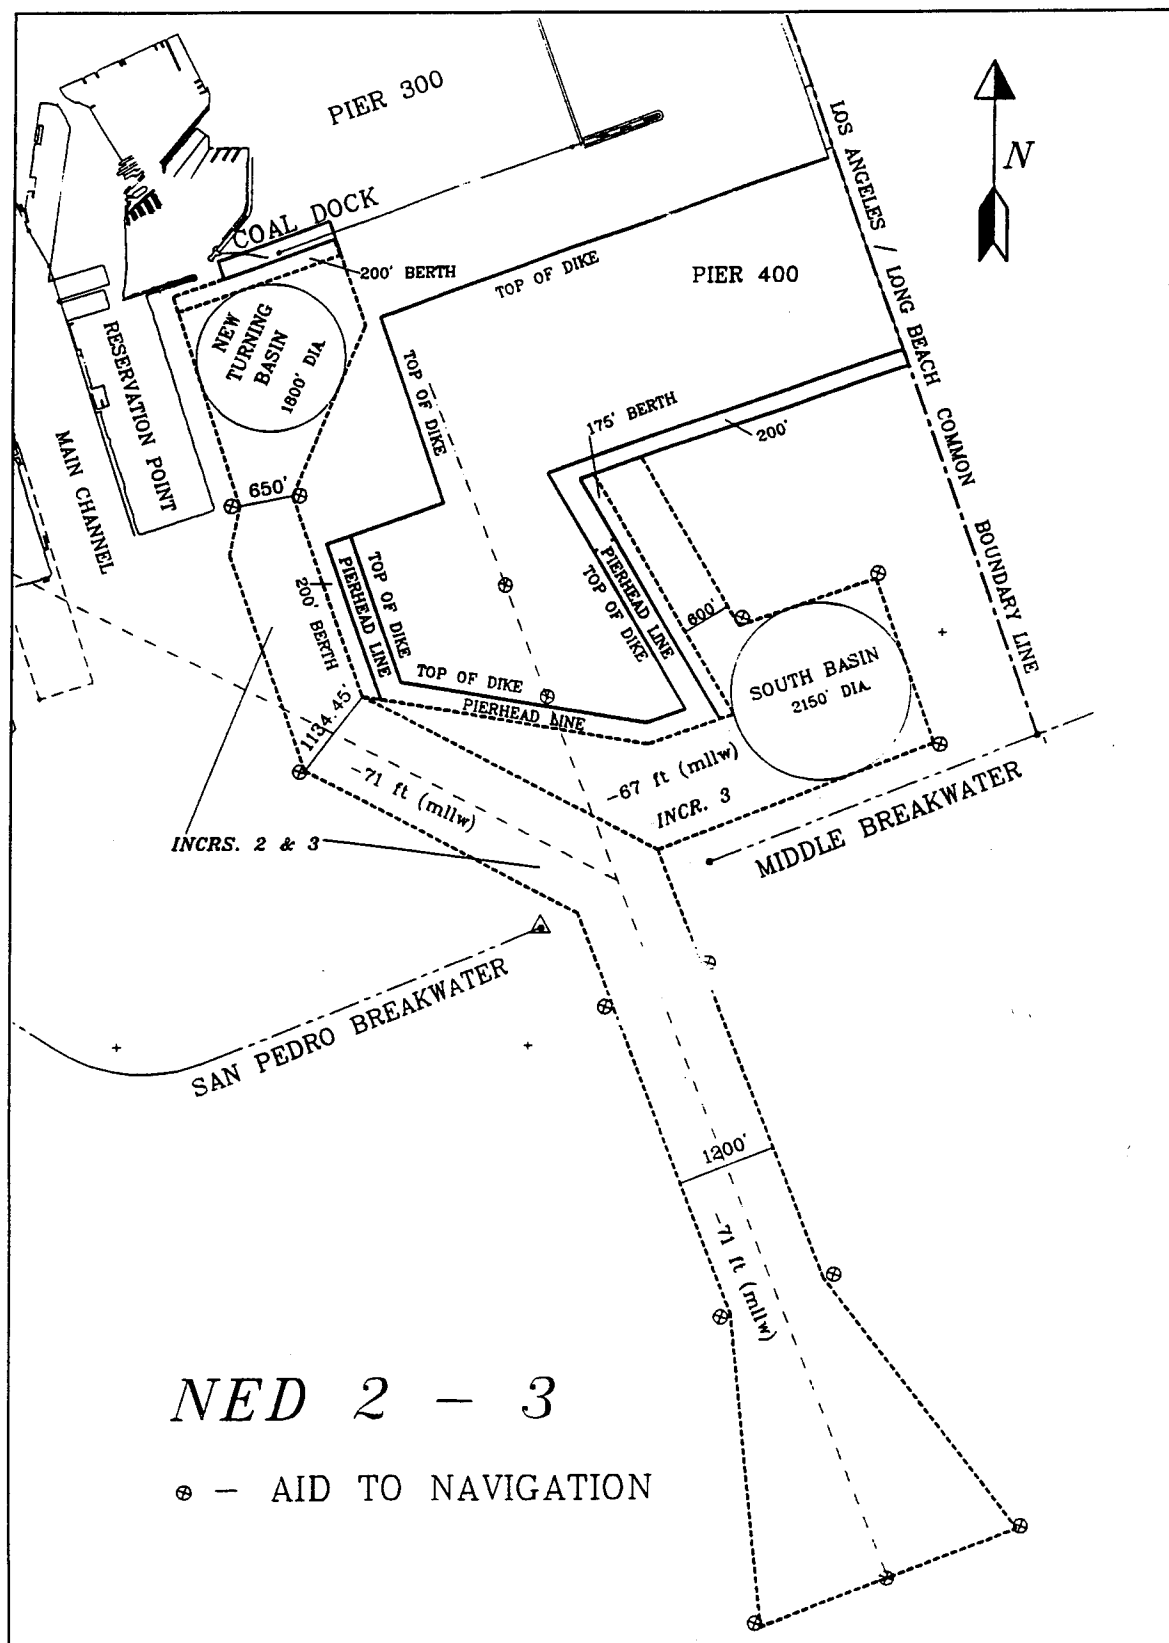 PIER 300
N
LOS ANGELES / LONG BEACH COMMON BOUNDARY LINE
COAL DOCK
200' BERTH
TOP OF DIKE
PIER 400
NEW
TURNING
BASIN
1800' DIA.
RESERVATION POINT
MAIN CHANNEL
TOP OF DIKE
175' BERTH
200'
650'
200' BERTH
PIERHEAD LINE
TOP OF DIKE
PIERHEAD LINE
TOP OF DIKE
600'
TOP OF DIKE
PIERHEAD LINE
SOUTH BASIN
2150' DIA.
1134.45'
-71 ft (mllw)
-67 ft (mllw)
INCR. 3
MIDDLE BREAKWATER
INCRS. 2 & 3
SAN PEDRO BREAKWATER
1200'
-71 ft (mllw)
NED 2 - 3
⊗ - AID TO NAVIGATION